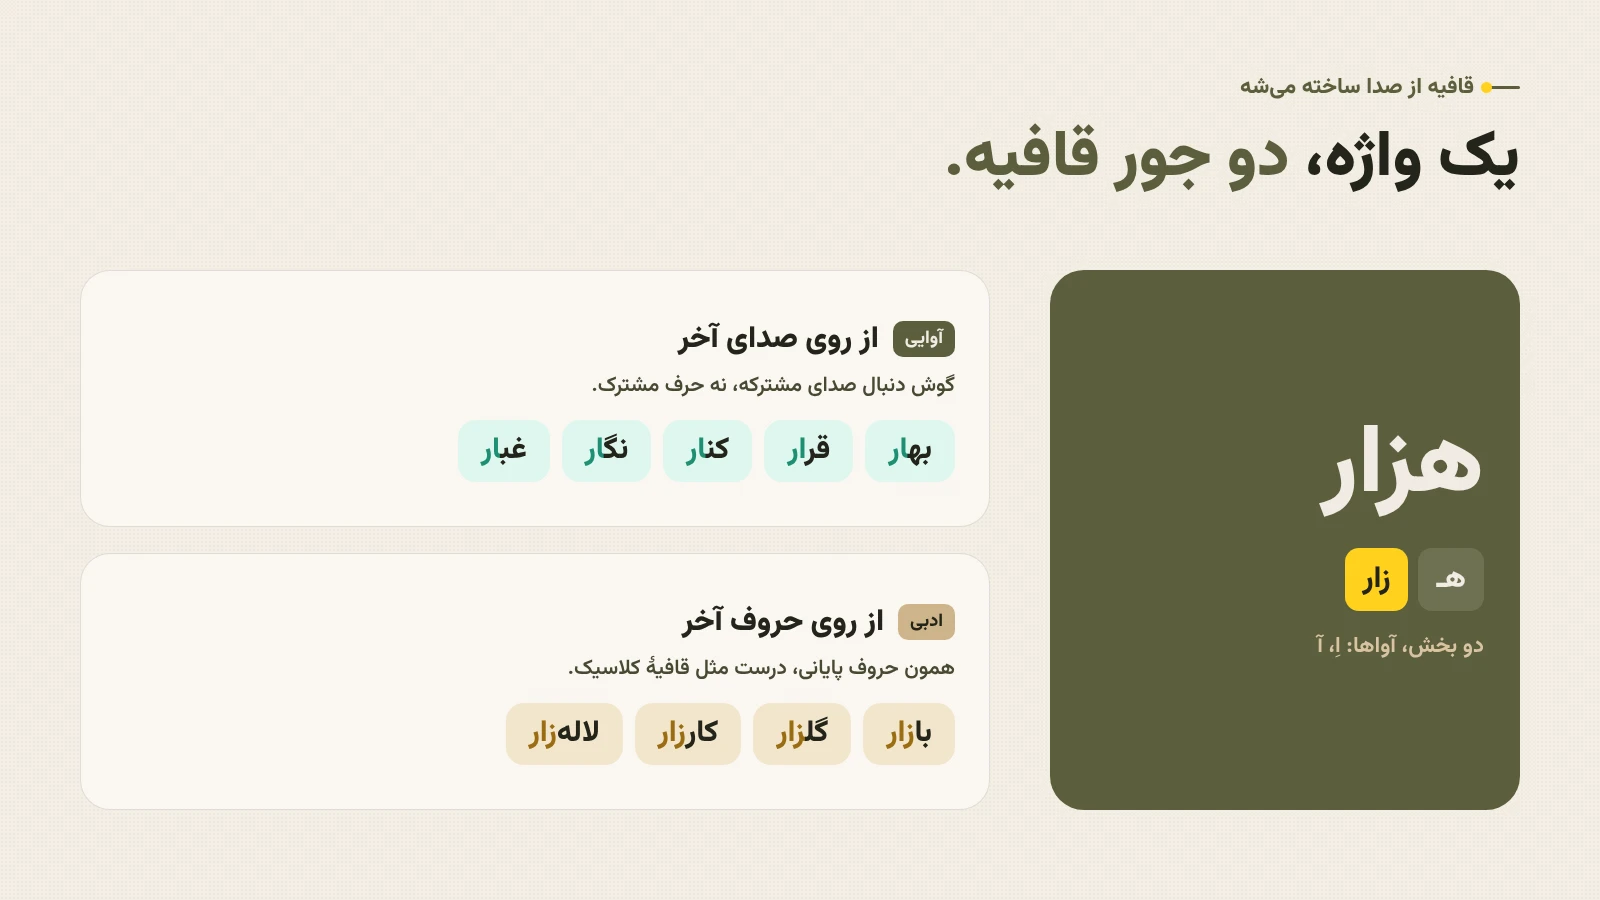 قافیه از صدا ساخته می‌شه
یک واژه، دو جور قافیه.
هزار
هـ زار
دو بخش، آواها: اِ، آ
آوایی از روی صدای آخر
گوش دنبال صدای مشترکه، نه حرف مشترک.
بهار قرار کنار نگار غبار
ادبی از روی حروف آخر
همون حروف پایانی، درست مثل قافیهٔ کلاسیک.
بازار گلزار کارزار لاله‌زار